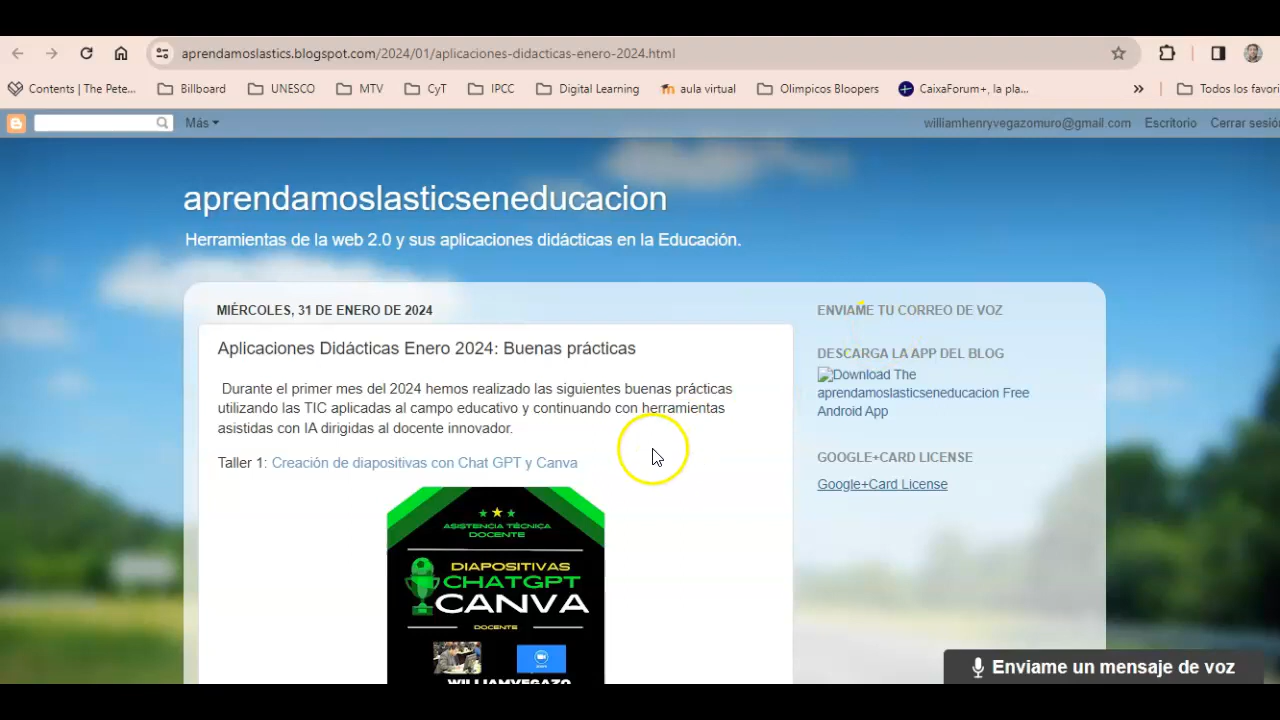 aprendamoslastics.blogspot.com/2024/01/aplicaciones-didacticas-enero-2024.html
Contents | The Pete... Billboard UNESCO MTV CyT IPCC Digital Learning aula virtual Olimpicos Bloopers CaixaForum+, la pla... » Todos los favori
Más williamhenryvegazomuro@gmail.com Escritorio Cerrar sesió
aprendamoslasticseneducacion
Herramientas de la web 2.0 y sus aplicaciones didácticas en la Educación.
MIÉRCOLES, 31 DE ENERO DE 2024
Aplicaciones Didácticas Enero 2024: Buenas prácticas
Durante el primer mes del 2024 hemos realizado las siguientes buenas prácticas
utilizando las TIC aplicadas al campo educativo y continuando con herramientas
asistidas con IA dirigidas al docente innovador.
Taller 1: Creación de diapositivas con Chat GPT y Canva
ASISTENCIA TÉCNICA
DOCENTE
DIAPOSITIVAS
CHATGPT
CANVA
DOCENTE
WILLIAMVEGAZO
ENVIAME TU CORREO DE VOZ
DESCARGA LA APP DEL BLOG
Download The
aprendamoslasticseneducacion Free
Android App
GOOGLE+CARD LICENSE
Google+Card License
Enviame un mensaje de voz